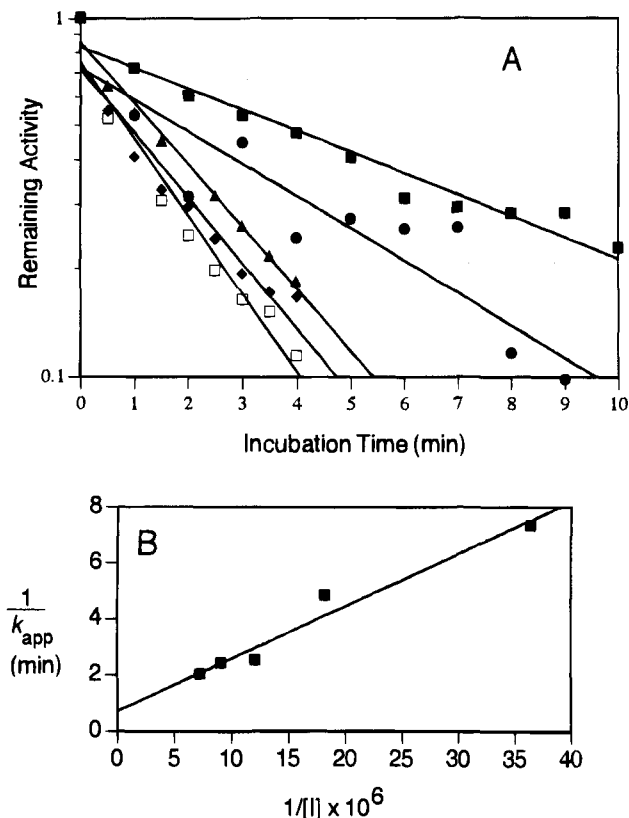 A
Remaining Activity
1
0.1
0 1 2 3 4 5 6 7 8 9 10
Incubation Time (min)
B
1
k app
(min)
8
6
4
2
0
0 5 10 15 20 25 30 35 40
1/[I] x 10^6